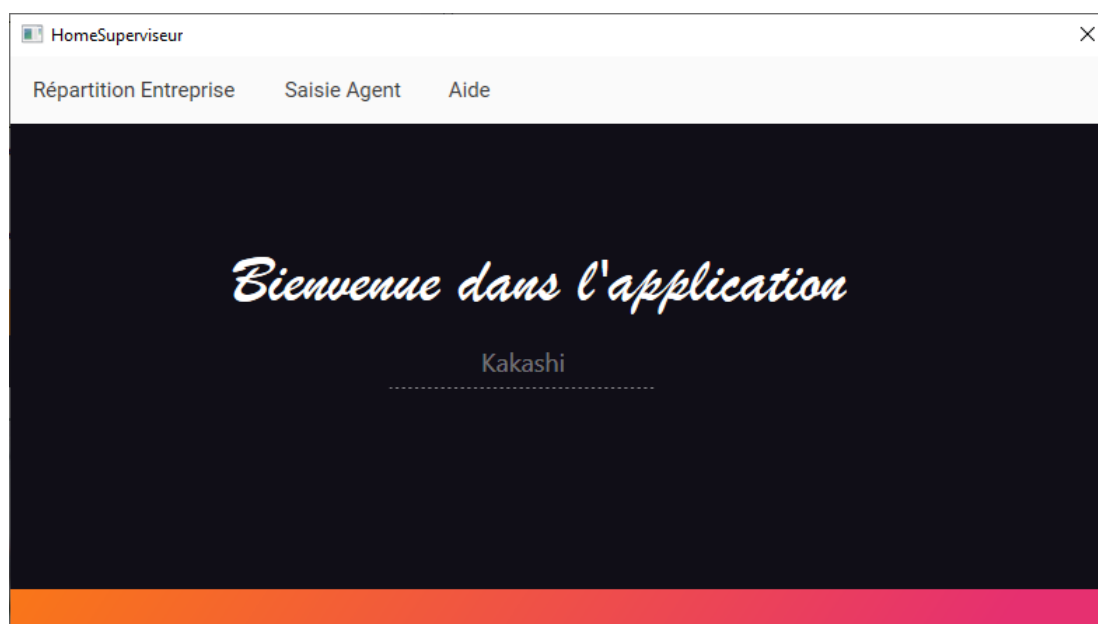 HomeSuperviseur
Répartition Entreprise Saisie Agent Aide
Bienvenue dans l'application
Kakashi